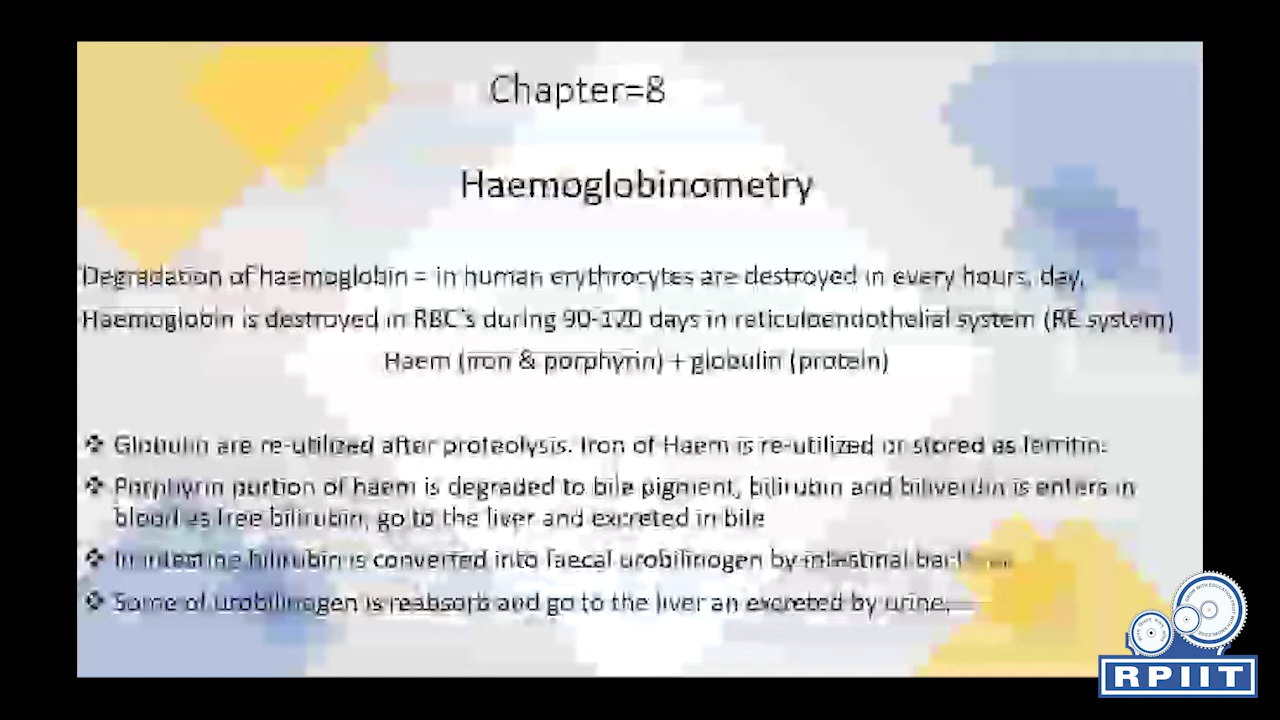 Chapter=8
Haemoglobinometry
Degradation of haemoglobin = in human erythrocytes are destroyed in every hours, day,
Haemoglobin is destroyed in RBC's during 90-120 days in reticuloendothelial system (RE system)
Haem (iron & porphyrin) + globulin (protein)
❖ Globulin are re-utilized after proteolysis. Iron of Haem is re-utilized or stored as ferritin.
❖ Porphyrin portion of haem is degraded to bile pigment, bilirubin and biliverdin is enters in
blood as free bilirubin, go to the liver and excreted in bile
❖ In intestine bilirubin is converted into faecal urobilinogen by intestinal
❖ Some of urobilinogen is reabsorb and go to the liver an excreted by urine.
RPIIT